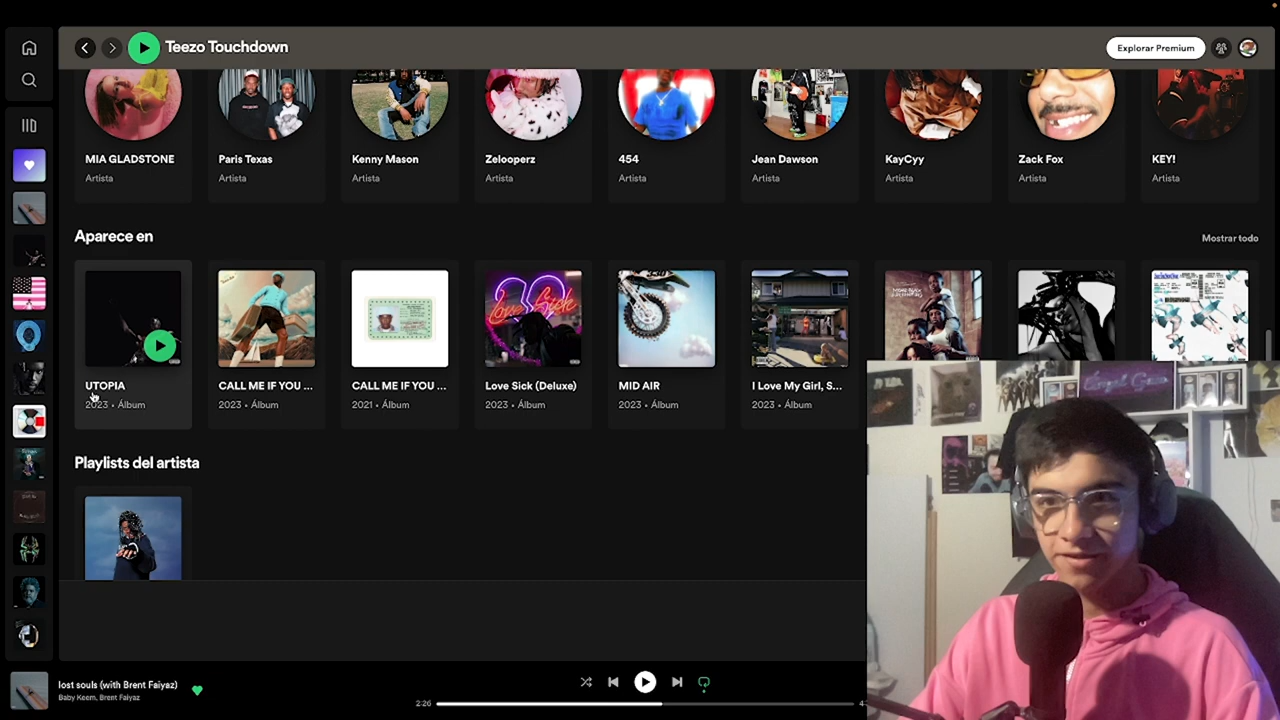 Teezo Touchdown
Explorar Premium
MIA GLADSTONE
Artista
Paris Texas
Artista
Kenny Mason
Artista
Zelooperz
Artista
454
Artista
Jean Dawson
Artista
KayCyy
Artista
Zack Fox
Artista
KEY!
Artista
Aparece en
Mostrar todo
Love Sick
UTOPIA
2023 • Álbum
CALL ME IF YOU ...
2023 • Álbum
CALL ME IF YOU ...
2021 • Álbum
Love Sick (Deluxe)
2023 • Álbum
MID AIR
2023 • Álbum
I Love My Girl, S...
2023 • Álbum
Playlists del artista
lost souls (with Brent Faiyaz)
Baby Keem, Brent Faiyaz
2:26